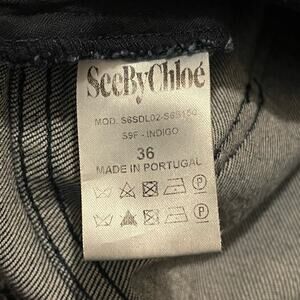 SeeByChloé
MOD. S6SDL02-S6S150
S9F - INDIGO
36
MADE IN PORTUGAL